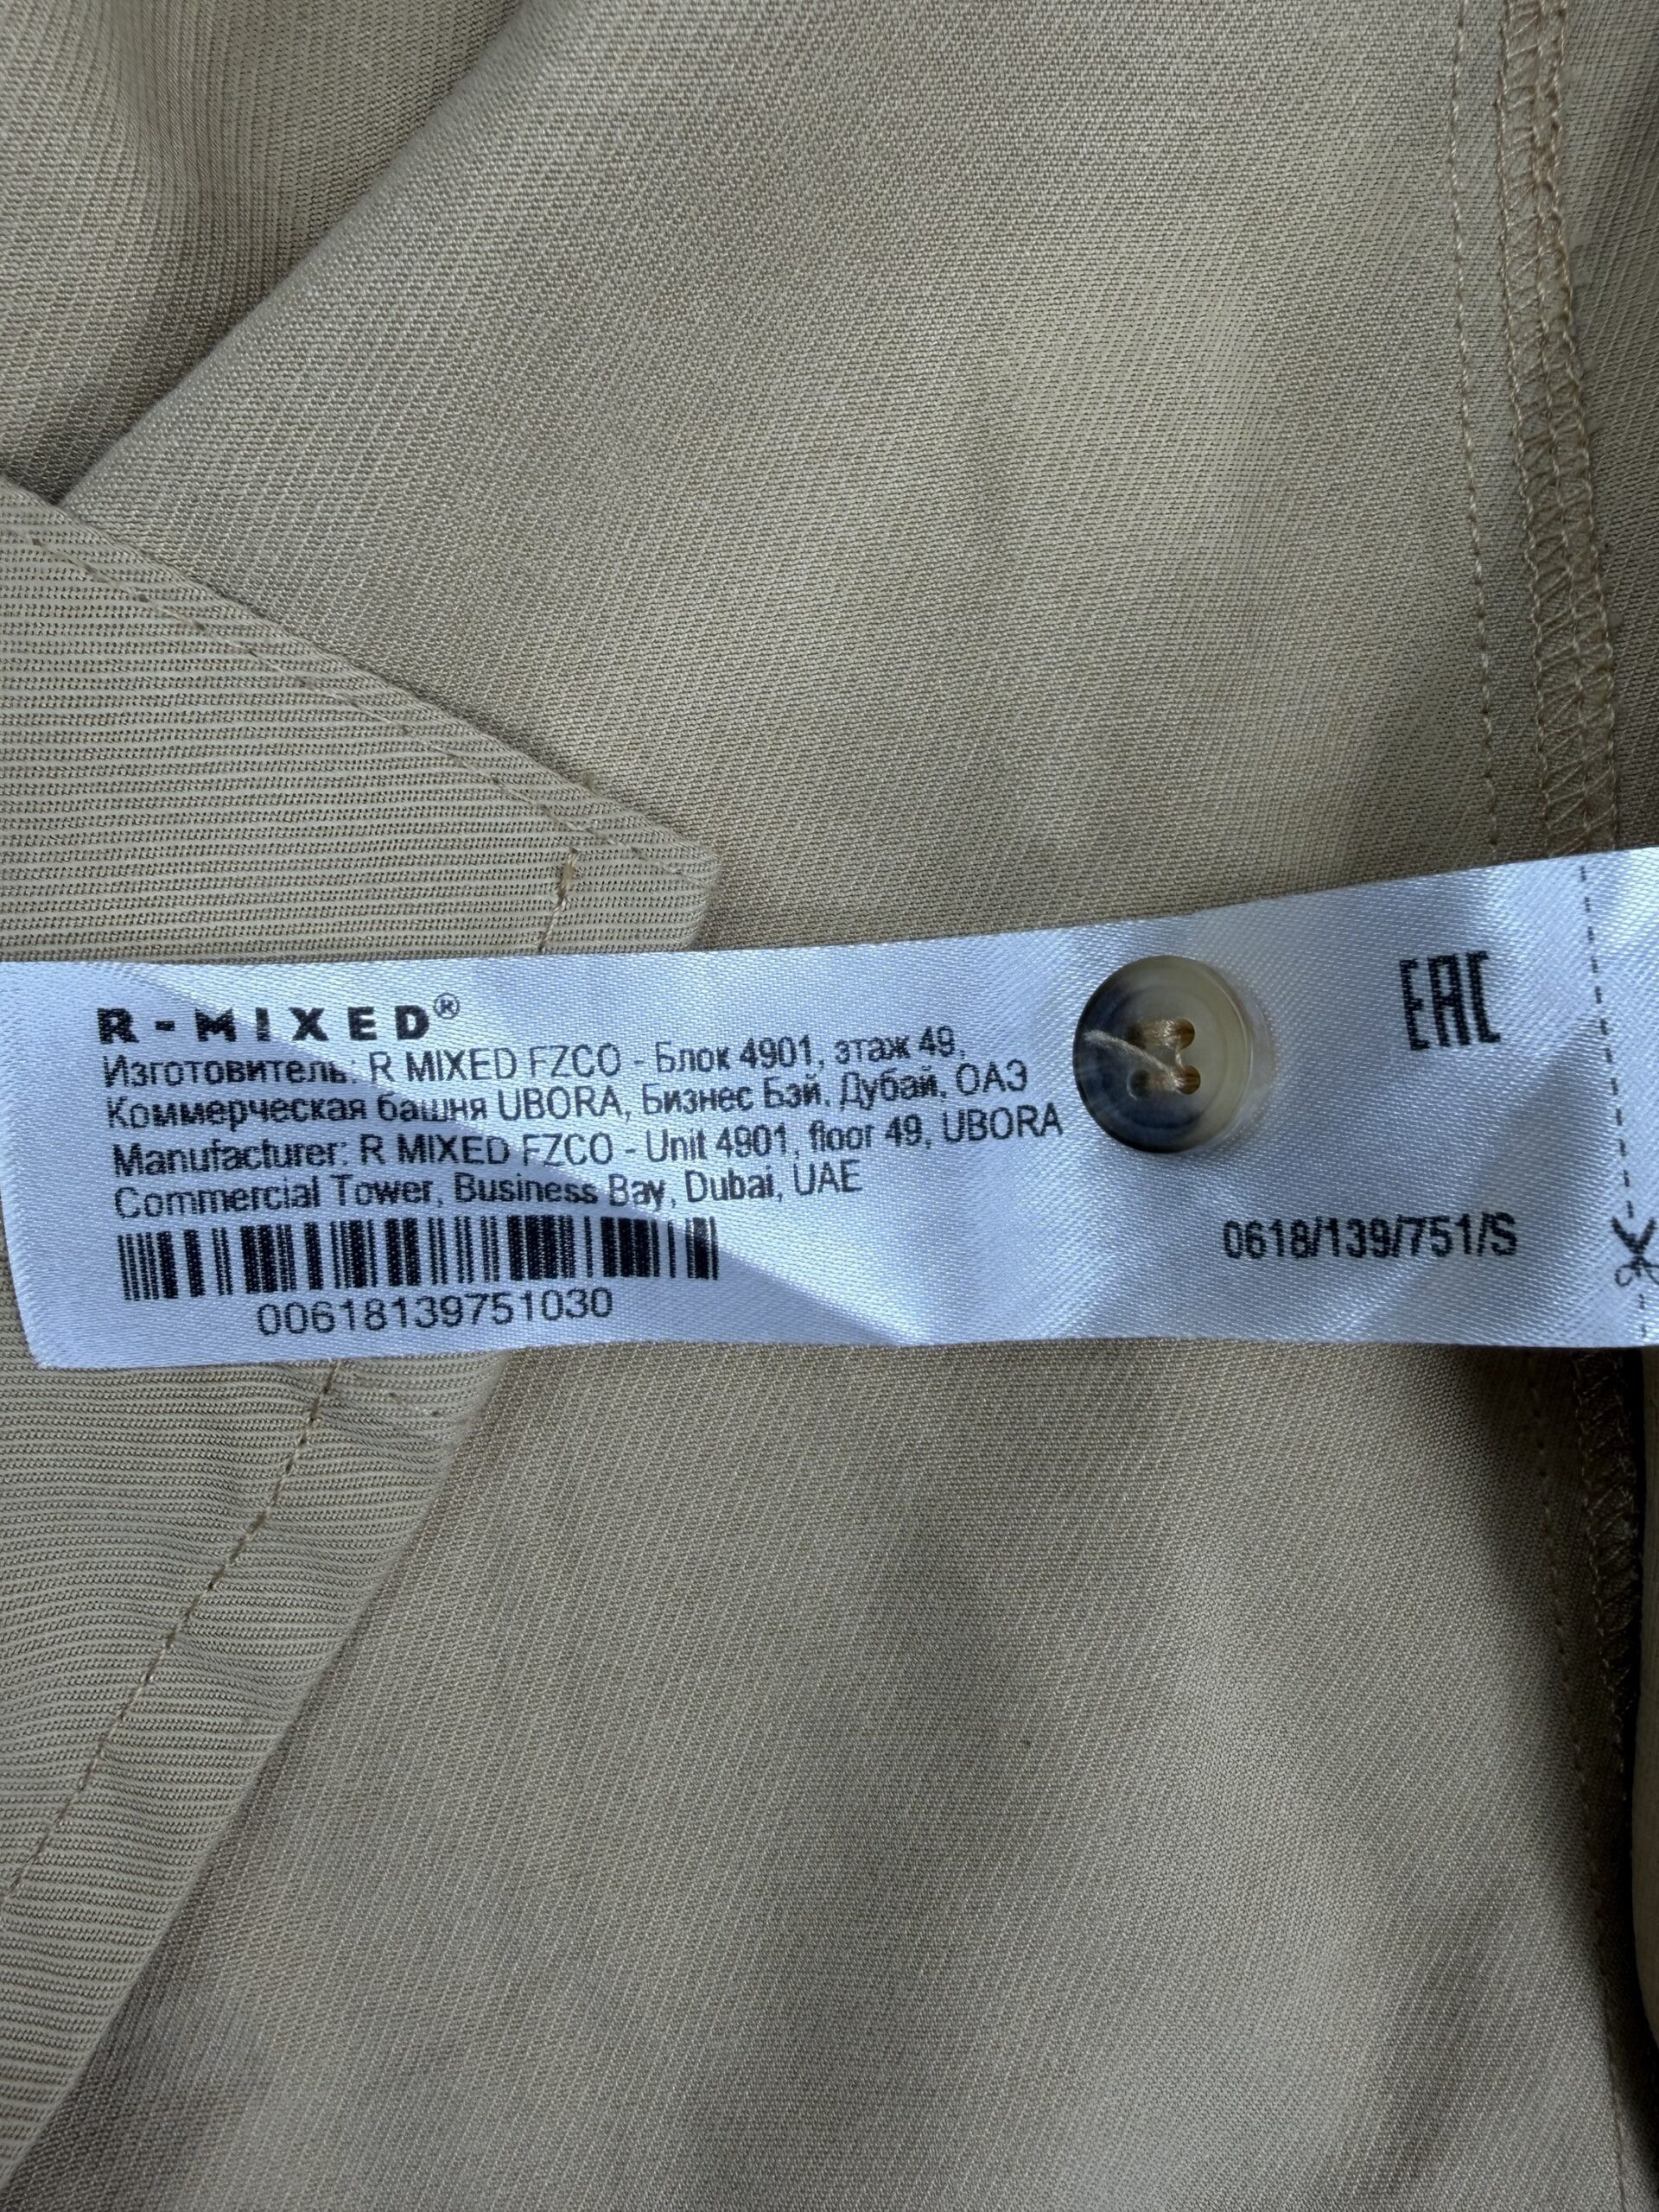 R-MIXED®
Изготовитель: R MIXED FZCO - Блок 4901, этаж 49,
Коммерческая башня UBORA, Бизнес Бэй, Дубай, ОАЭ
Manufacturer: R MIXED FZCO - Unit 4901, floor 49, UBORA
Commercial Tower, Business Bay, Dubai, UAE
00618139751030
EAC
0618/139/751/S